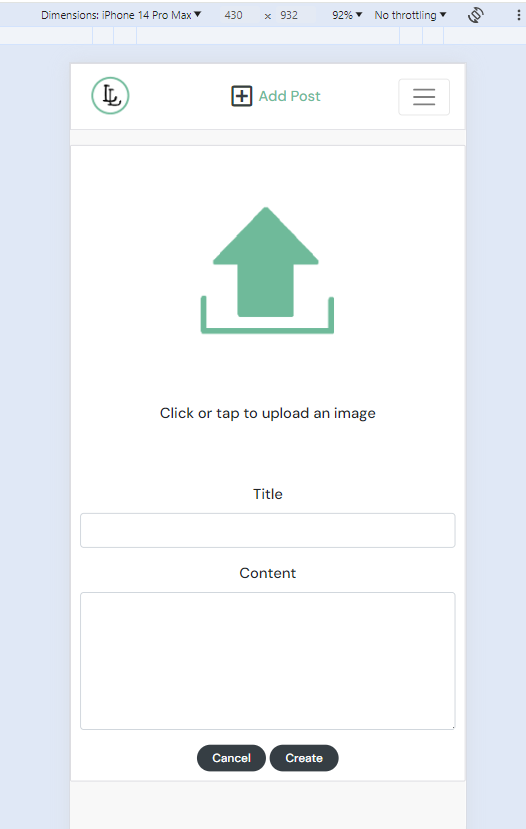 Dimensions: iPhone 14 Pro Max ▼ 430 x 932 92% ▼ No throttling ▼
LL Add Post
Click or tap to upload an image
Title
Content
Cancel Create